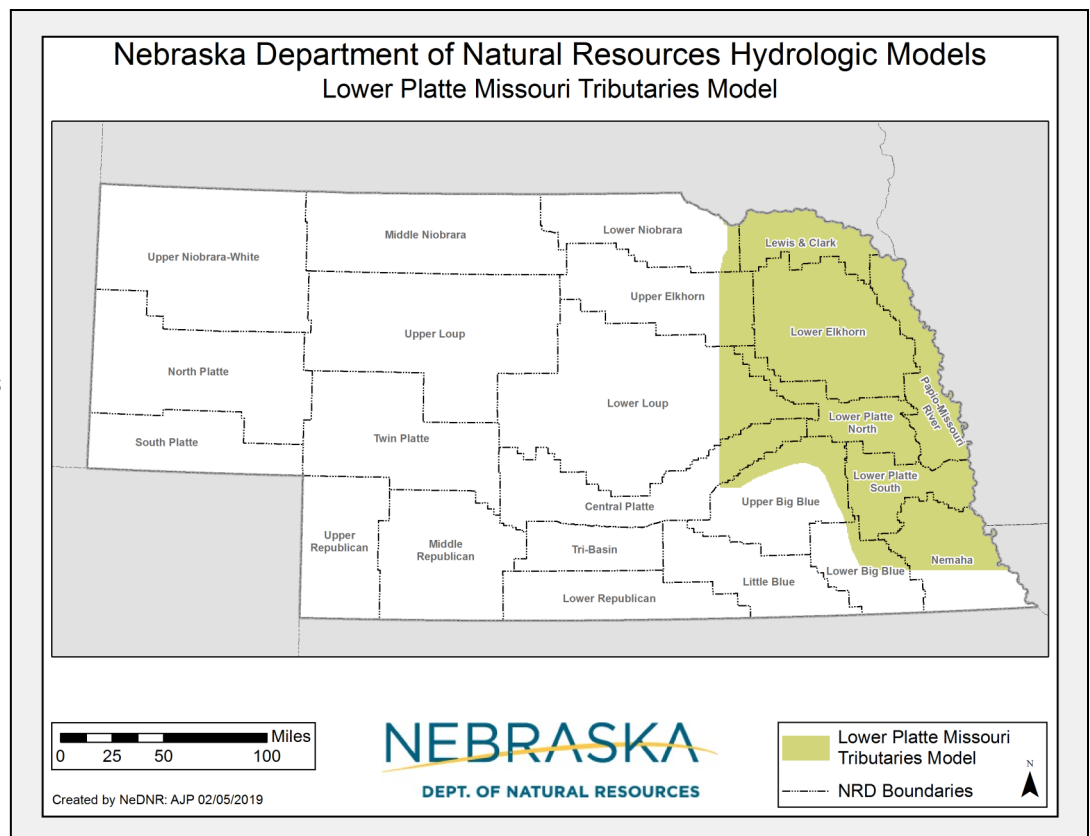 Nebraska Department of Natural Resources Hydrologic Models
Lower Platte Missouri Tributaries Model
Upper Niobrara-White
Middle Niobrara
Lower Niobrara
Lewis & Clark
Upper Elkhorn
Upper Loup
Lower Elkhorn
North Platte
Lower Loup
Papio-Missouri
River
South Platte
Twin Platte
Lower Platte
North
Lower Platte
South
Central Platte
Upper Big Blue
Upper
Republican
Middle
Republican
Tri-Basin
Nemaha
Little Blue
Lower Big Blue
Lower Republican
Miles
0 25 50 100
Created by NeDNR: AJP 02/05/2019
NEBRASKA
DEPT. OF NATURAL RESOURCES
Lower Platte Missouri
Tributaries Model
NRD Boundaries
N